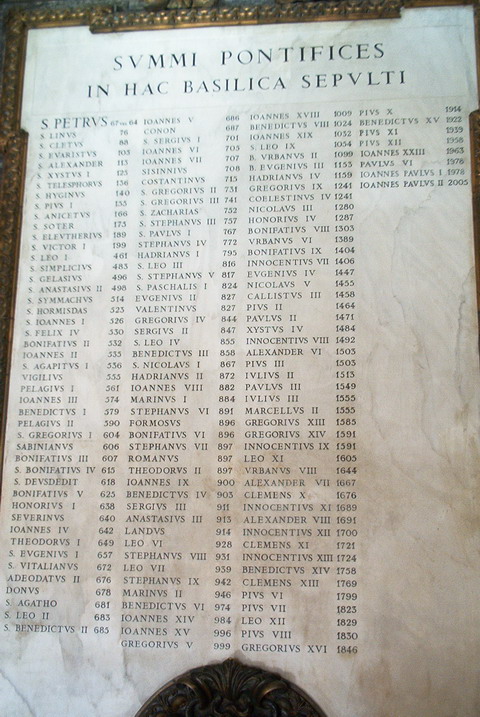 SVMMI PONTIFICES
IN HAC BASILICA SEPVLTI
S PETRVS 67 vel 64
S. LINVS 76
S. CLETVS 88
S. EVARISTVS 105
S. ALEXANDER 115
S. XYSTVS I 125
S. TELESPHORVS 136
S. HYGINVS 140
S. PIVS I 155
S. ANICETVS 166
S. SOTER 175
S. ELEVTHERIVS 189
S. VICTOR I 199
S. LEO I 461
S. SIMPLICIVS 483
S. GELASIVS 496
S. ANASTASIVS II 498
S. SYMMACHVS 514
S. HORMISDAS 523
S. IOANNES I 526
S. FELIX IV 530
BONIFATIVS II 532
IOANNES II 535
S. AGAPITVS I 536
VIGILIVS 555
PELAGIVS I 561
IOANNES III 574
BENEDICTVS I 579
PELAGIVS II 590
S. GREGORIVS I 604
SABINIANVS 606
BONIFATIVS III 607
S. BONIFATIVS IV 615
S. DEVSDEDIT 618
BONIFATIVS V 625
HONORIVS I 638
SEVERINVS 640
IOANNES IV 642
THEODORVS I 649
S. EVGENIVS I 657
S. VITALIANVS 672
ADEODATVS II 676
DONVS 678
S. AGATHO 681
S. LEO II 683
S. BENEDICTVS II 685
IOANNES V 686
CONON 687
S. SERGIVS I 701
IOANNES VI 705
IOANNES VII 707
SISINNIVS 708
COSTANTINVS 715
S. GREGORIVS II 731
S. GREGORIVS III 741
S. ZACHARIAS 752
STEPHANVS III 757
S. PAVLVS I 767
STEPHANVS IV 772
HADRIANVS I 795
S. LEO III 816
S. STEPHANVS V 817
S. PASCHALIS I 824
EVGENIVS II 827
VALENTINVS 827
GREGORIVS IV 844
SERGIVS II 847
S. LEO IV 855
BENEDICTVS III 858
S. NICOLAVS I 867
HADRIANVS II 872
IOANNES VIII 882
MARINVS I 884
STEPHANVS VI 891
FORMOSVS 896
BONIFATIVS VI 896
STEPHANVS VII 897
ROMANVS 897
THEODORVS II 897
IOANNES IX 900
BENEDICTVS IV 903
SERGIVS III 911
ANASTASIVS III 913
LANDVS 914
LEO VI 928
STEPHANVS VIII 931
LEO VII 939
STEPHANVS IX 942
MARINVS II 946
BENEDICTVS VI 974
IOANNES XIV 984
IOANNES XV 996
GREGORIVS V 999
IOANNES XVIII 1009
BENEDICTVS VIII 1024
IOANNES XIX 1032
S. LEO IX 1054
B. VRBANVS II 1099
B. EVGENIVS III 1153
HADRIANVS IV 1159
GREGORIVS IX 1241
COELESTINVS IV 1241
NICOLAVS III 1280
HONORIVS IV 1287
BONIFATIVS VIII 1303
VRBANVS VI 1389
BONIFATIVS IX 1404
INNOCENTIVS VII 1406
EVGENIVS IV 1447
NICOLAVS V 1455
CALLISTVS III 1458
PIVS II 1464
PAVLVS II 1471
XYSTVS IV 1484
INNOCENTIVS VIII 1492
ALEXANDER VI 1503
PIVS III 1503
IVLIVS II 1513
PAVLVS III 1549
IVLIVS III 1555
MARCELLVS II 1555
GREGORIVS XIII 1585
GREGORIVS XIV 1591
INNOCENTIVS IX 1591
LEO XI 1605
VRBANVS VIII 1644
ALEXANDER VII 1667
CLEMENS X 1676
INNOCENTIVS XI 1689
ALEXANDER VIII 1691
INNOCENTIVS XII 1700
CLEMENS XI 1721
INNOCENTIVS XIII 1724
BENEDICTVS XIV 1758
CLEMENS XIII 1769
PIVS VI 1799
PIVS VII 1823
LEO XII 1829
PIVS VIII 1830
GREGORIVS XVI 1846
PIVS X 1914
BENEDICTVS XV 1922
PIVS XI 1939
PIVS XII 1958
IOANNES XXIII 1963
PAVLVS VI 1978
IOANNES PAVLVS I 1978
IOANNES PAVLVS II 2005